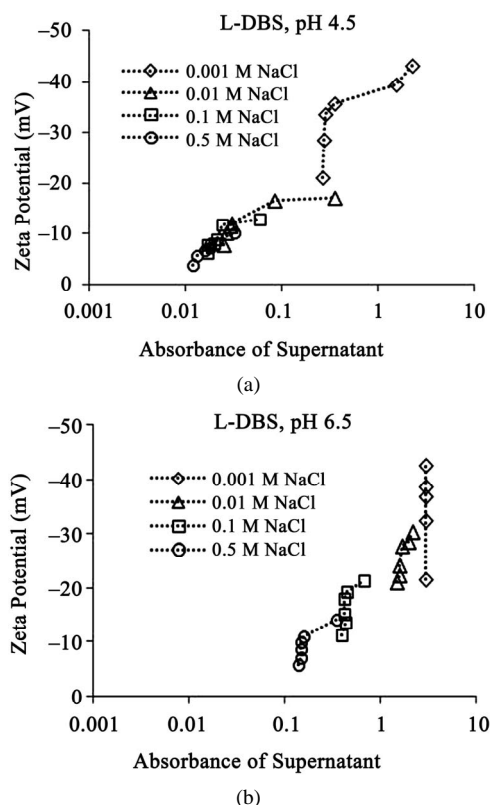 L-DBS, pH 4.5
–50
–40
–30
–20
–10
0
Zeta Potential (mV)
0.001 M NaCl
0.01 M NaCl
0.1 M NaCl
0.5 M NaCl
0.001 0.01 0.1 1 10
Absorbance of Supernatant
(a)
L-DBS, pH 6.5
–50
–40
–30
–20
–10
0
Zeta Potential (mV)
0.001 M NaCl
0.01 M NaCl
0.1 M NaCl
0.5 M NaCl
0.001 0.01 0.1 1 10
Absorbance of Supernatant
(b)